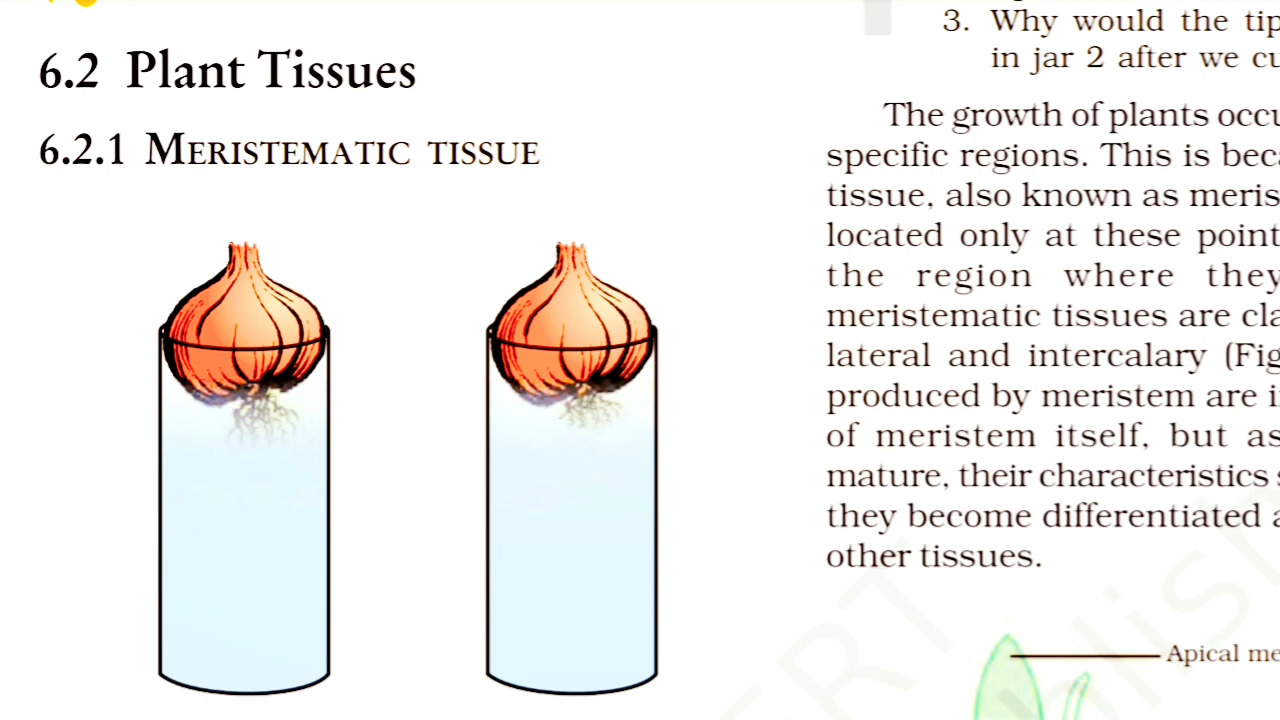 6.2 Plant Tissues
6.2.1 MERISTEMATIC TISSUE
3. Why would the tip
in jar 2 after we cu
The growth of plants occu
specific regions. This is beca
tissue, also known as meris
located only at these point
the region where they
meristematic tissues are cla
lateral and intercalary (Fig
produced by meristem are i
of meristem itself, but as
mature, their characteristics s
they become differentiated a
other tissues.
Apical me